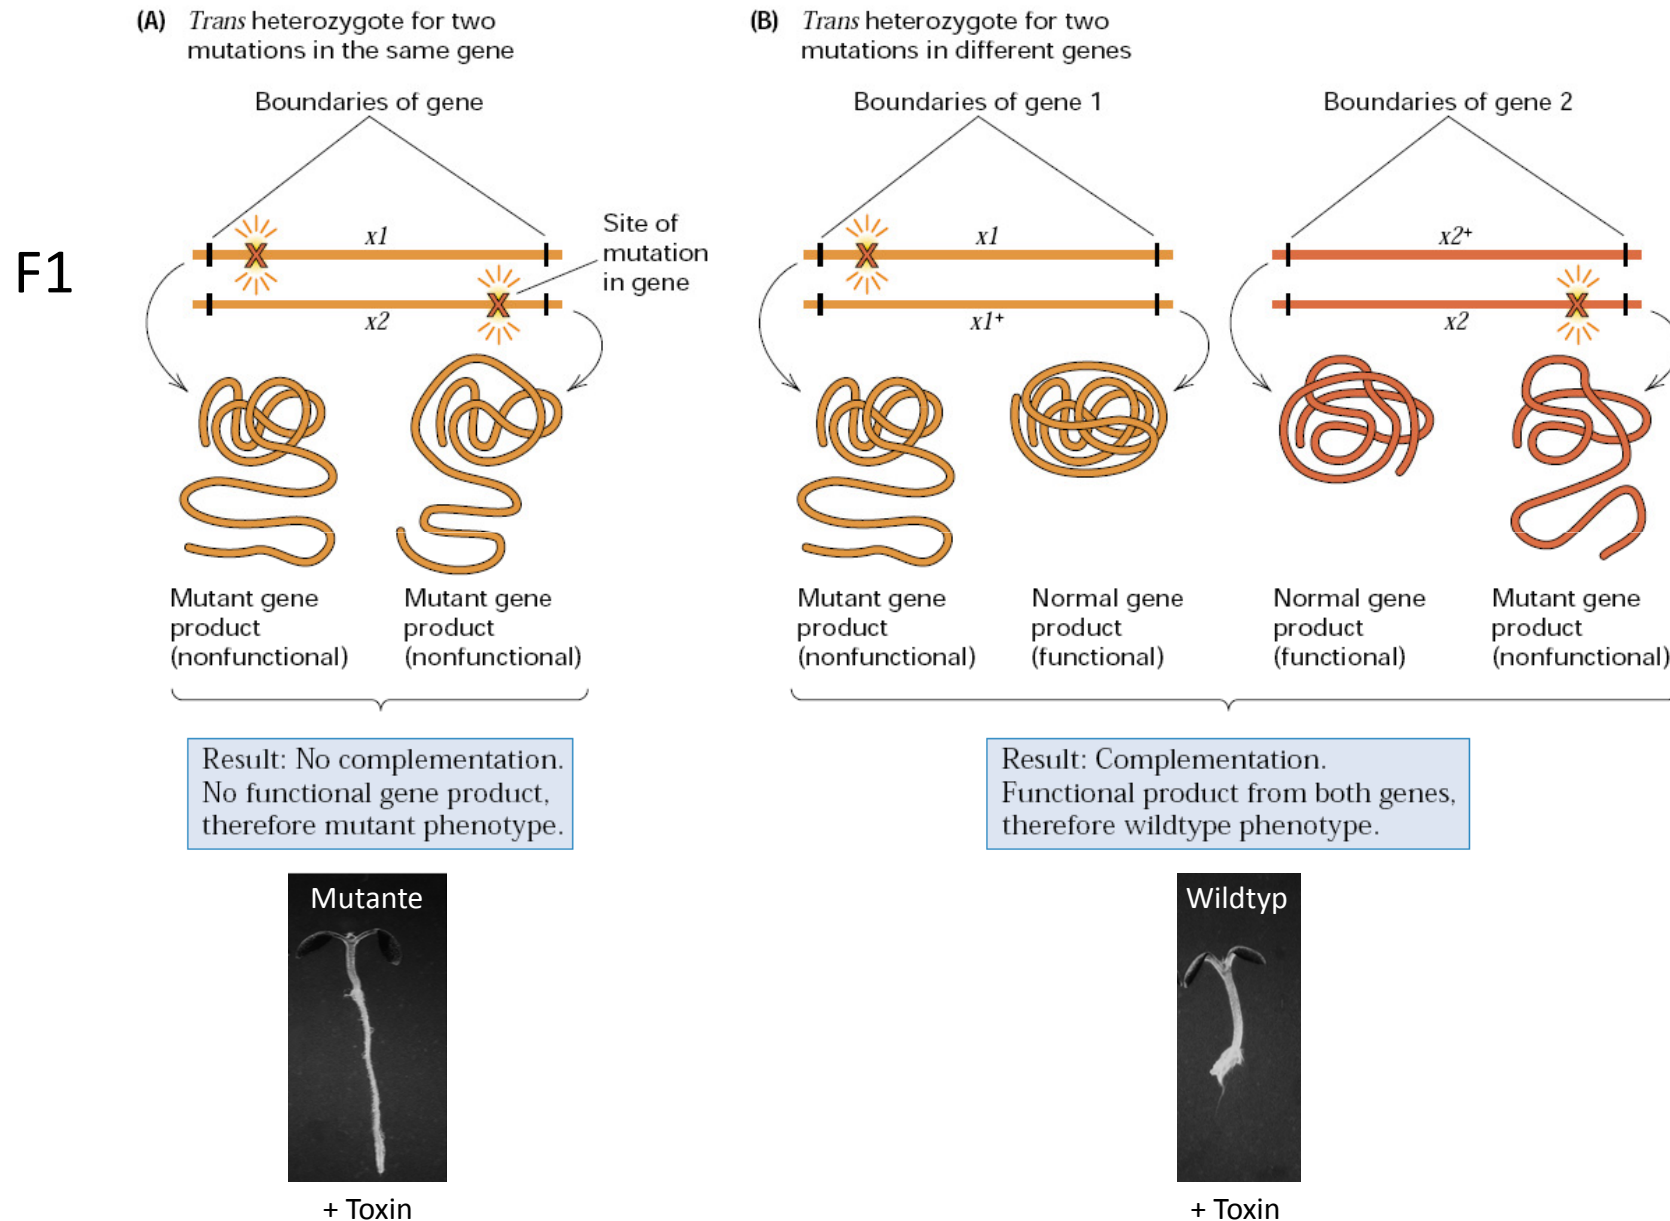 (A) Trans heterozygote for two
mutations in the same gene
Boundaries of gene
F1
x1
x2
Site of
mutation
in gene
Mutant gene
product
(nonfunctional)
Mutant gene
product
(nonfunctional)
Result: No complementation.
No functional gene product,
therefore mutant phenotype.
Mutante
+ Toxin
(B) Trans heterozygote for two
mutations in different genes
Boundaries of gene 1
Boundaries of gene 2
x1
x1+
x2+
x2
Mutant gene
product
(nonfunctional)
Normal gene
product
(functional)
Normal gene
product
(functional)
Mutant gene
product
(nonfunctional)
Result: Complementation.
Functional product from both genes,
therefore wildtype phenotype.
Wildtyp
+ Toxin